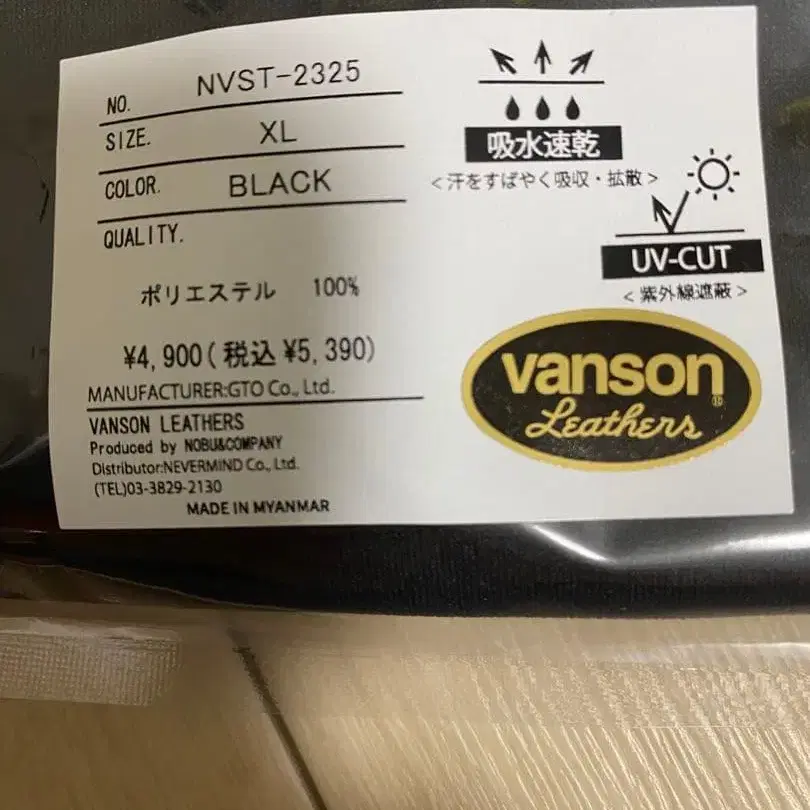 NO. NVST-2325
SIZE. XL
COLOR. BLACK
QUALITY.
ポリエステル 100%
¥4,900(税込¥5,390)
MANUFACTURER:GTO Co., Ltd.
VANSON LEATHERS
Produced by NOBU&COMPANY
Distributor:NEVERMIND Co., Ltd.
(TEL)03-3829-2130
MADE IN MYANMAR
吸水速乾
<汗をすばやく吸収・拡散>
UV-CUT
<紫外線遮蔽>
vanson®
Leathers